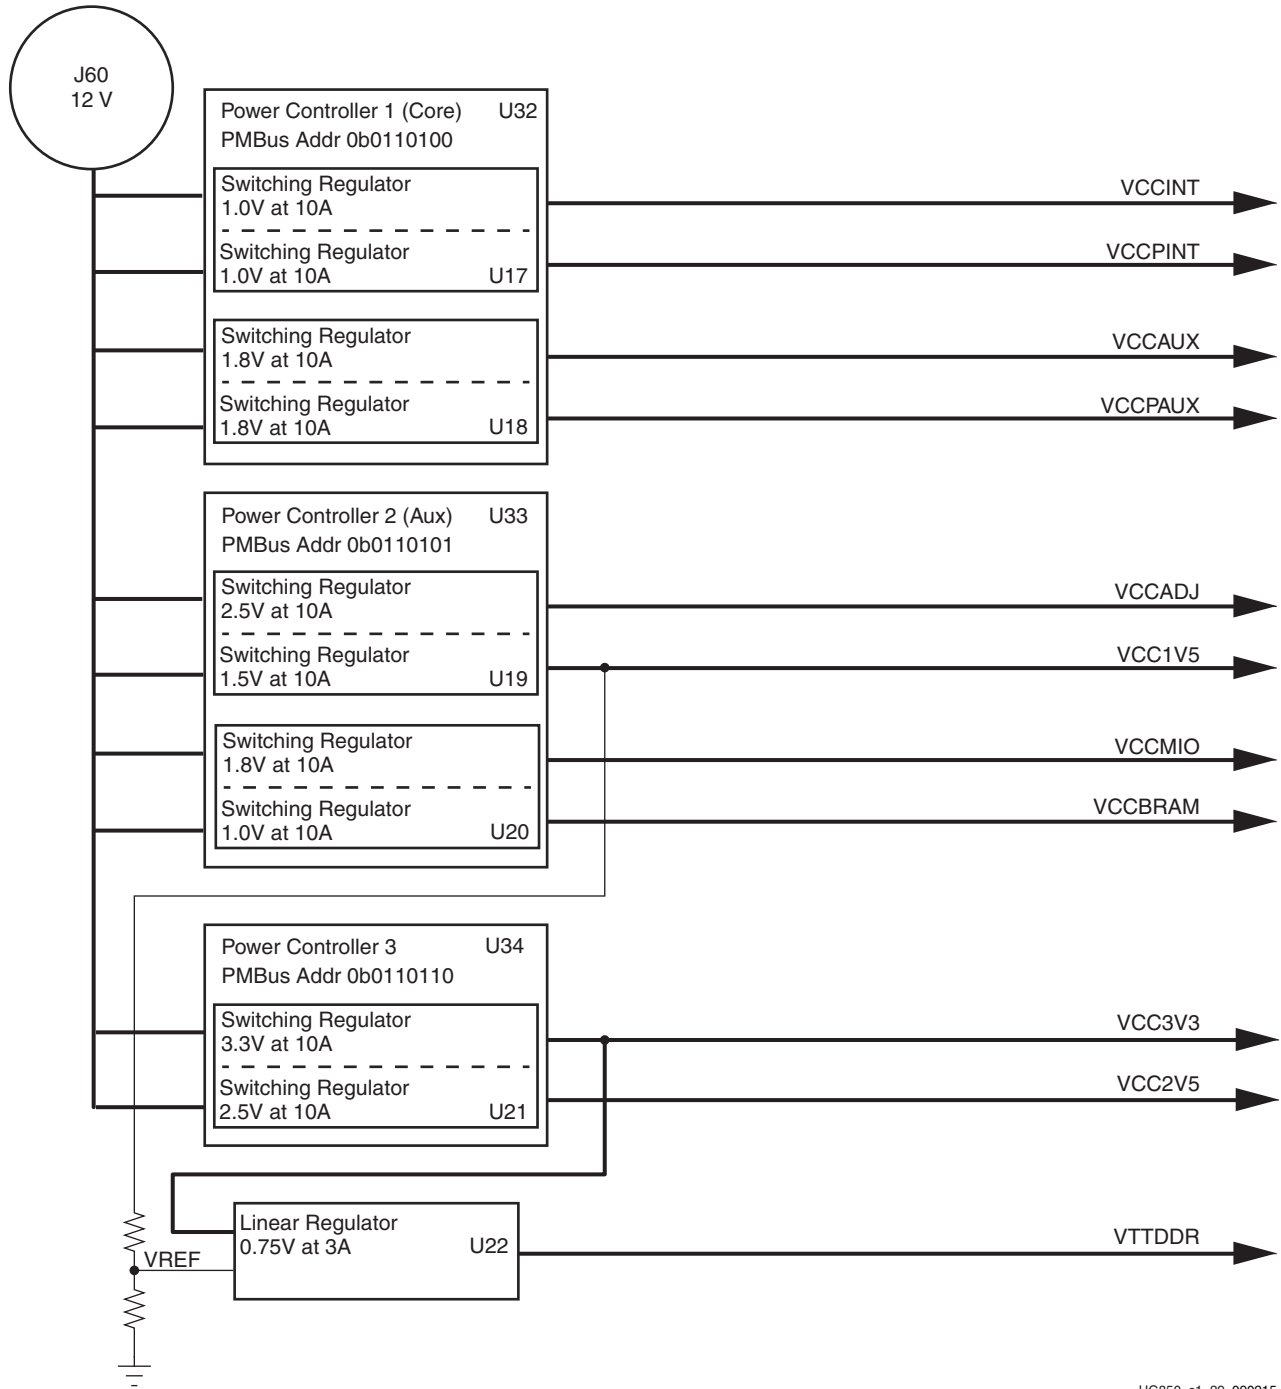 J60
12 V
Power Controller 1 (Core) U32
PMBus Addr 0b0110100
Switching Regulator
1.0V at 10A
VCCINT
Switching Regulator
1.0V at 10A U17
VCCPINT
Switching Regulator
1.8V at 10A
VCCAUX
Switching Regulator
1.8V at 10A U18
VCCPAUX
Power Controller 2 (Aux) U33
PMBus Addr 0b0110101
Switching Regulator
2.5V at 10A
VCCADJ
Switching Regulator
1.5V at 10A U19
VCC1V5
Switching Regulator
1.8V at 10A
VCCMIO
Switching Regulator
1.0V at 10A U20
VCCBRAM
Power Controller 3 U34
PMBus Addr 0b0110110
Switching Regulator
3.3V at 10A
VCC3V3
Switching Regulator
2.5V at 10A U21
VCC2V5
Linear Regulator
0.75V at 3A U22
VTTDDR
VREF